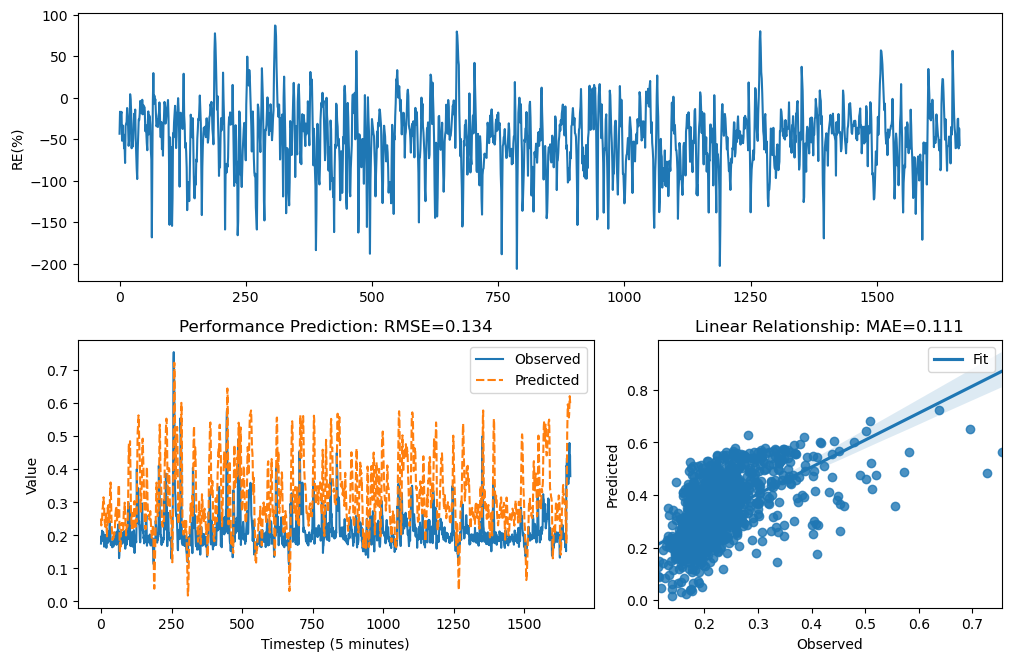 100
50
0
−50
−100
−150
−200
RE(%)
0 250 500 750 1000 1250 1500
Performance Prediction: RMSE=0.134
Observed
Predicted
0.7
0.6
0.5
0.4
0.3
0.2
0.1
0.0
Value
0 250 500 750 1000 1250 1500
Timestep (5 minutes)
Linear Relationship: MAE=0.111
Fit
0.8
0.6
0.4
0.2
0.0
Predicted
0.2 0.3 0.4 0.5 0.6 0.7
Observed